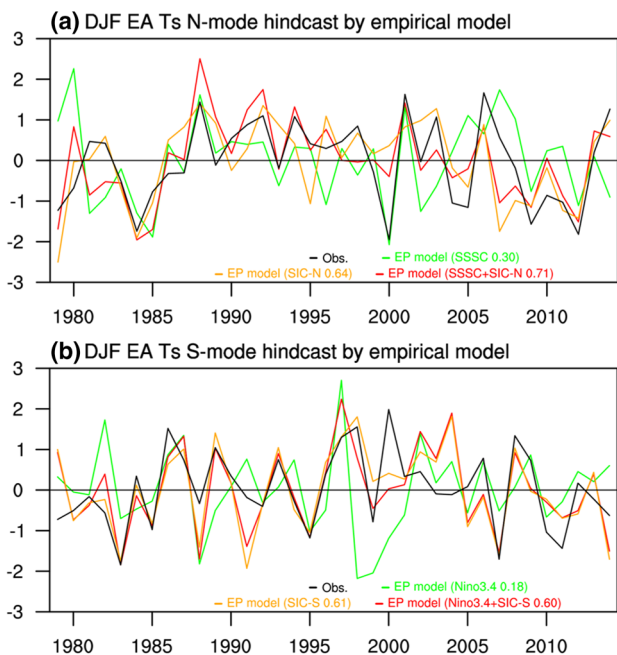 (a) DJF EA Ts N-mode hindcast by empirical model
3
2
1
0
-1
-2
-3
Obs.
EP model (SSSC 0.30)
EP model (SIC-N 0.64)
EP model (SSSC+SIC-N 0.71)
1980 1985 1990 1995 2000 2005 2010
(b) DJF EA Ts S-mode hindcast by empirical model
3
2
1
0
-1
-2
-3
Obs.
EP model (Nino3.4 0.18)
EP model (SIC-S 0.61)
EP model (Nino3.4+SIC-S 0.60)
1980 1985 1990 1995 2000 2005 2010